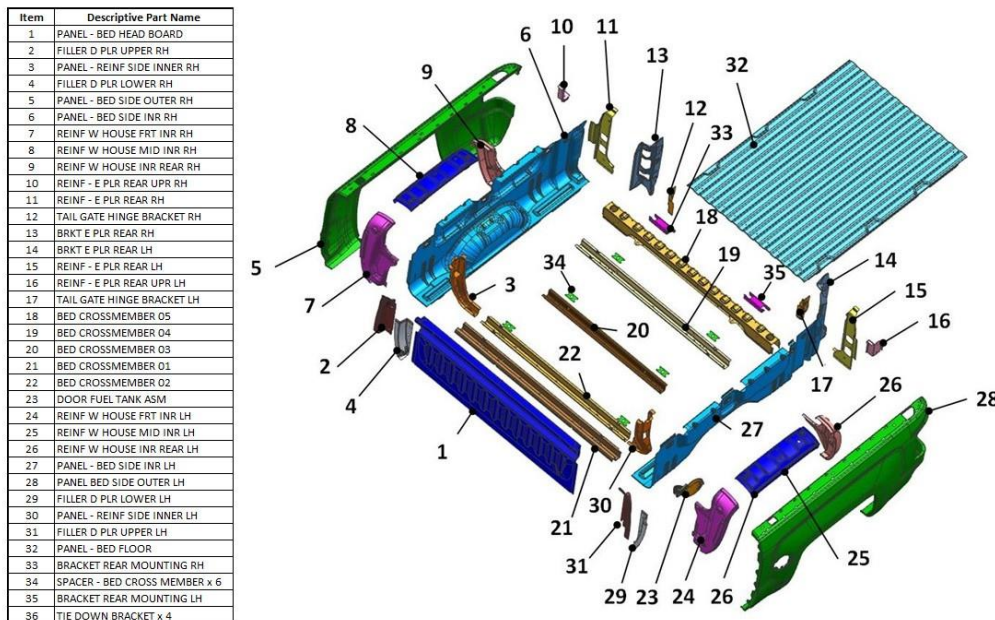 Item Descriptive Part Name
1 PANEL - BED HEAD BOARD
2 FILLER D PLR UPPER RH
3 PANEL - REINF SIDE INNER RH
4 FILLER D PLR LOWER RH
5 PANEL - BED SIDE OUTER RH
6 PANEL - BED SIDE INR RH
7 REINF W HOUSE FRT INR RH
8 REINF W HOUSE MID INR RH
9 REINF W HOUSE INR REAR RH
10 REINF - E PLR REAR UPR RH
11 REINF - E PLR REAR RH
12 TAIL GATE HINGE BRACKET RH
13 BRKT E PLR REAR RH
14 BRKT E PLR REAR LH
15 REINF - E PLR REAR LH
16 REINF - E PLR REAR UPR LH
17 TAIL GATE HINGE BRACKET LH
18 BED CROSSMEMBER 05
19 BED CROSSMEMBER 04
20 BED CROSSMEMBER 03
21 BED CROSSMEMBER 01
22 BED CROSSMEMBER 02
23 DOOR FUEL TANK ASM
24 REINF W HOUSE FRT INR LH
25 REINF W HOUSE MID INR LH
26 REINF W HOUSE INR REAR LH
27 PANEL - BED SIDE INR LH
28 PANEL BED SIDE OUTER LH
29 FILLER D PLR LOWER LH
30 PANEL - REINF SIDE INNER LH
31 FILLER D PLR UPPER LH
32 PANEL - BED FLOOR
33 BRACKET REAR MOUNTING RH
34 SPACER - BED CROSS MEMBER x 6
35 BRACKET REAR MOUNTING LH
36 TIE DOWN BRACKET x 4
10
11
6
13
32
9
12
33
8
18
14
5
7
3
34
19
35
15
20
16
2
22
17
4
26
28
1
27
21
30
31
29
23
24
26
25